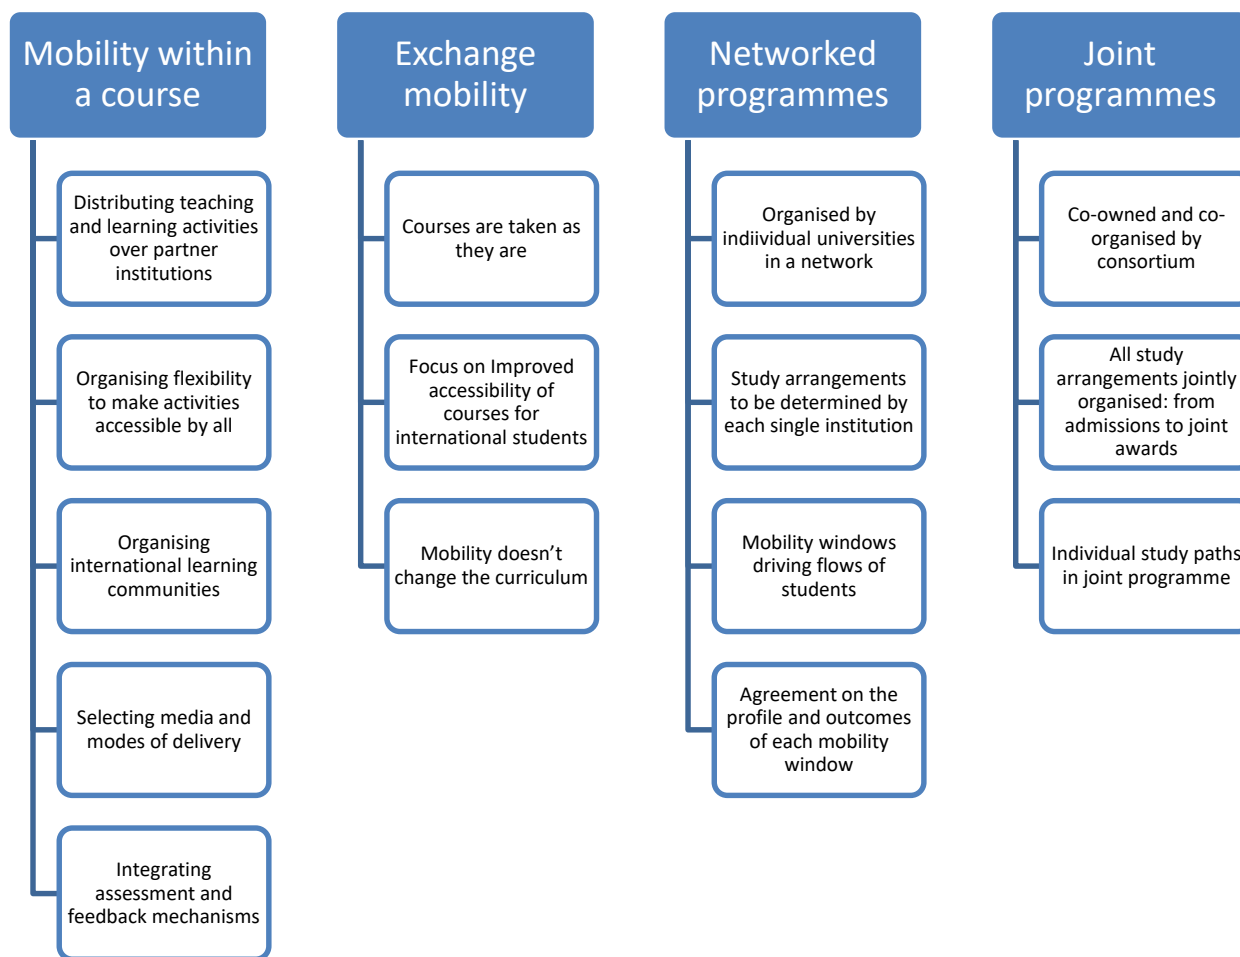 Mobility within
a course
Distributing teaching
and learning activities
over partner
institutions
Organising flexibility
to make activities
accessible by all
Organising
international learning
communities
Selecting media and
modes of delivery
Integrating
assessment and
feedback mechanisms
Exchange
mobility
Courses are taken as
they are
Focus on Improved
accessibility of
courses for
international students
Mobility doesn’t
change the curriculum
Networked
programmes
Organised by
indiividual universities
in a network
Study arrangements
to be determined by
each single institution
Mobility windows
driving flows of
students
Agreement on the
profile and outcomes
of each mobility
window
Joint
programmes
Co-owned and co-
organised by
consortium
All study
arrangements jointly
organised: from
admissions to joint
awards
Individual study paths
in joint programme